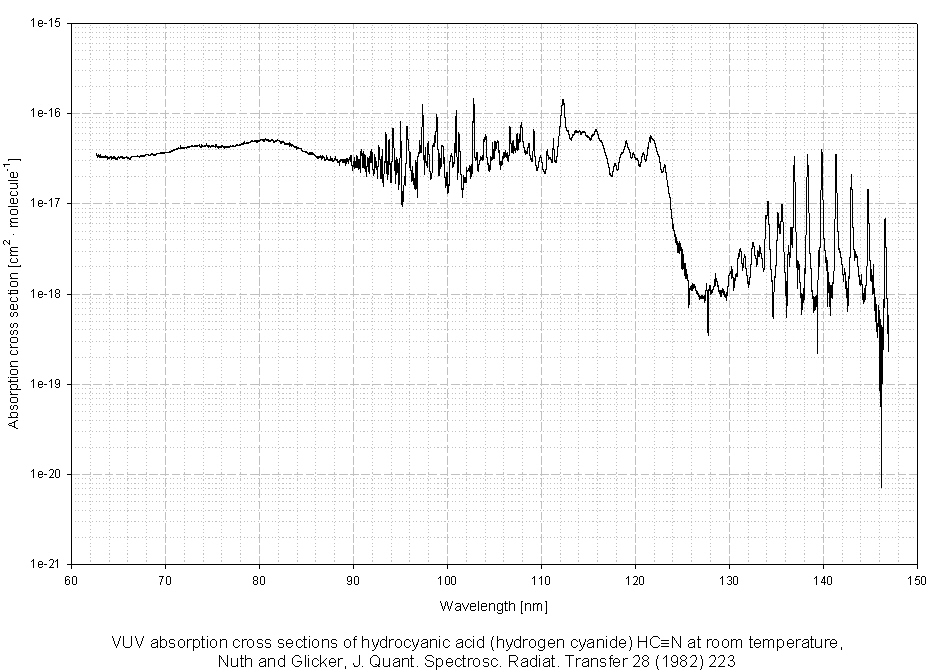 1e-15
1e-16
1e-17
1e-18
1e-19
1e-20
1e-21
Absorption cross section [cm² · molecule⁻¹]
60 70 80 90 100 110 120 130 140 150
Wavelength [nm]
VUV absorption cross sections of hydrocyanic acid (hydrogen cyanide) HC≡N at room temperature,
Nuth and Glicker, J. Quant. Spectrosc. Radiat. Transfer 28 (1982) 223